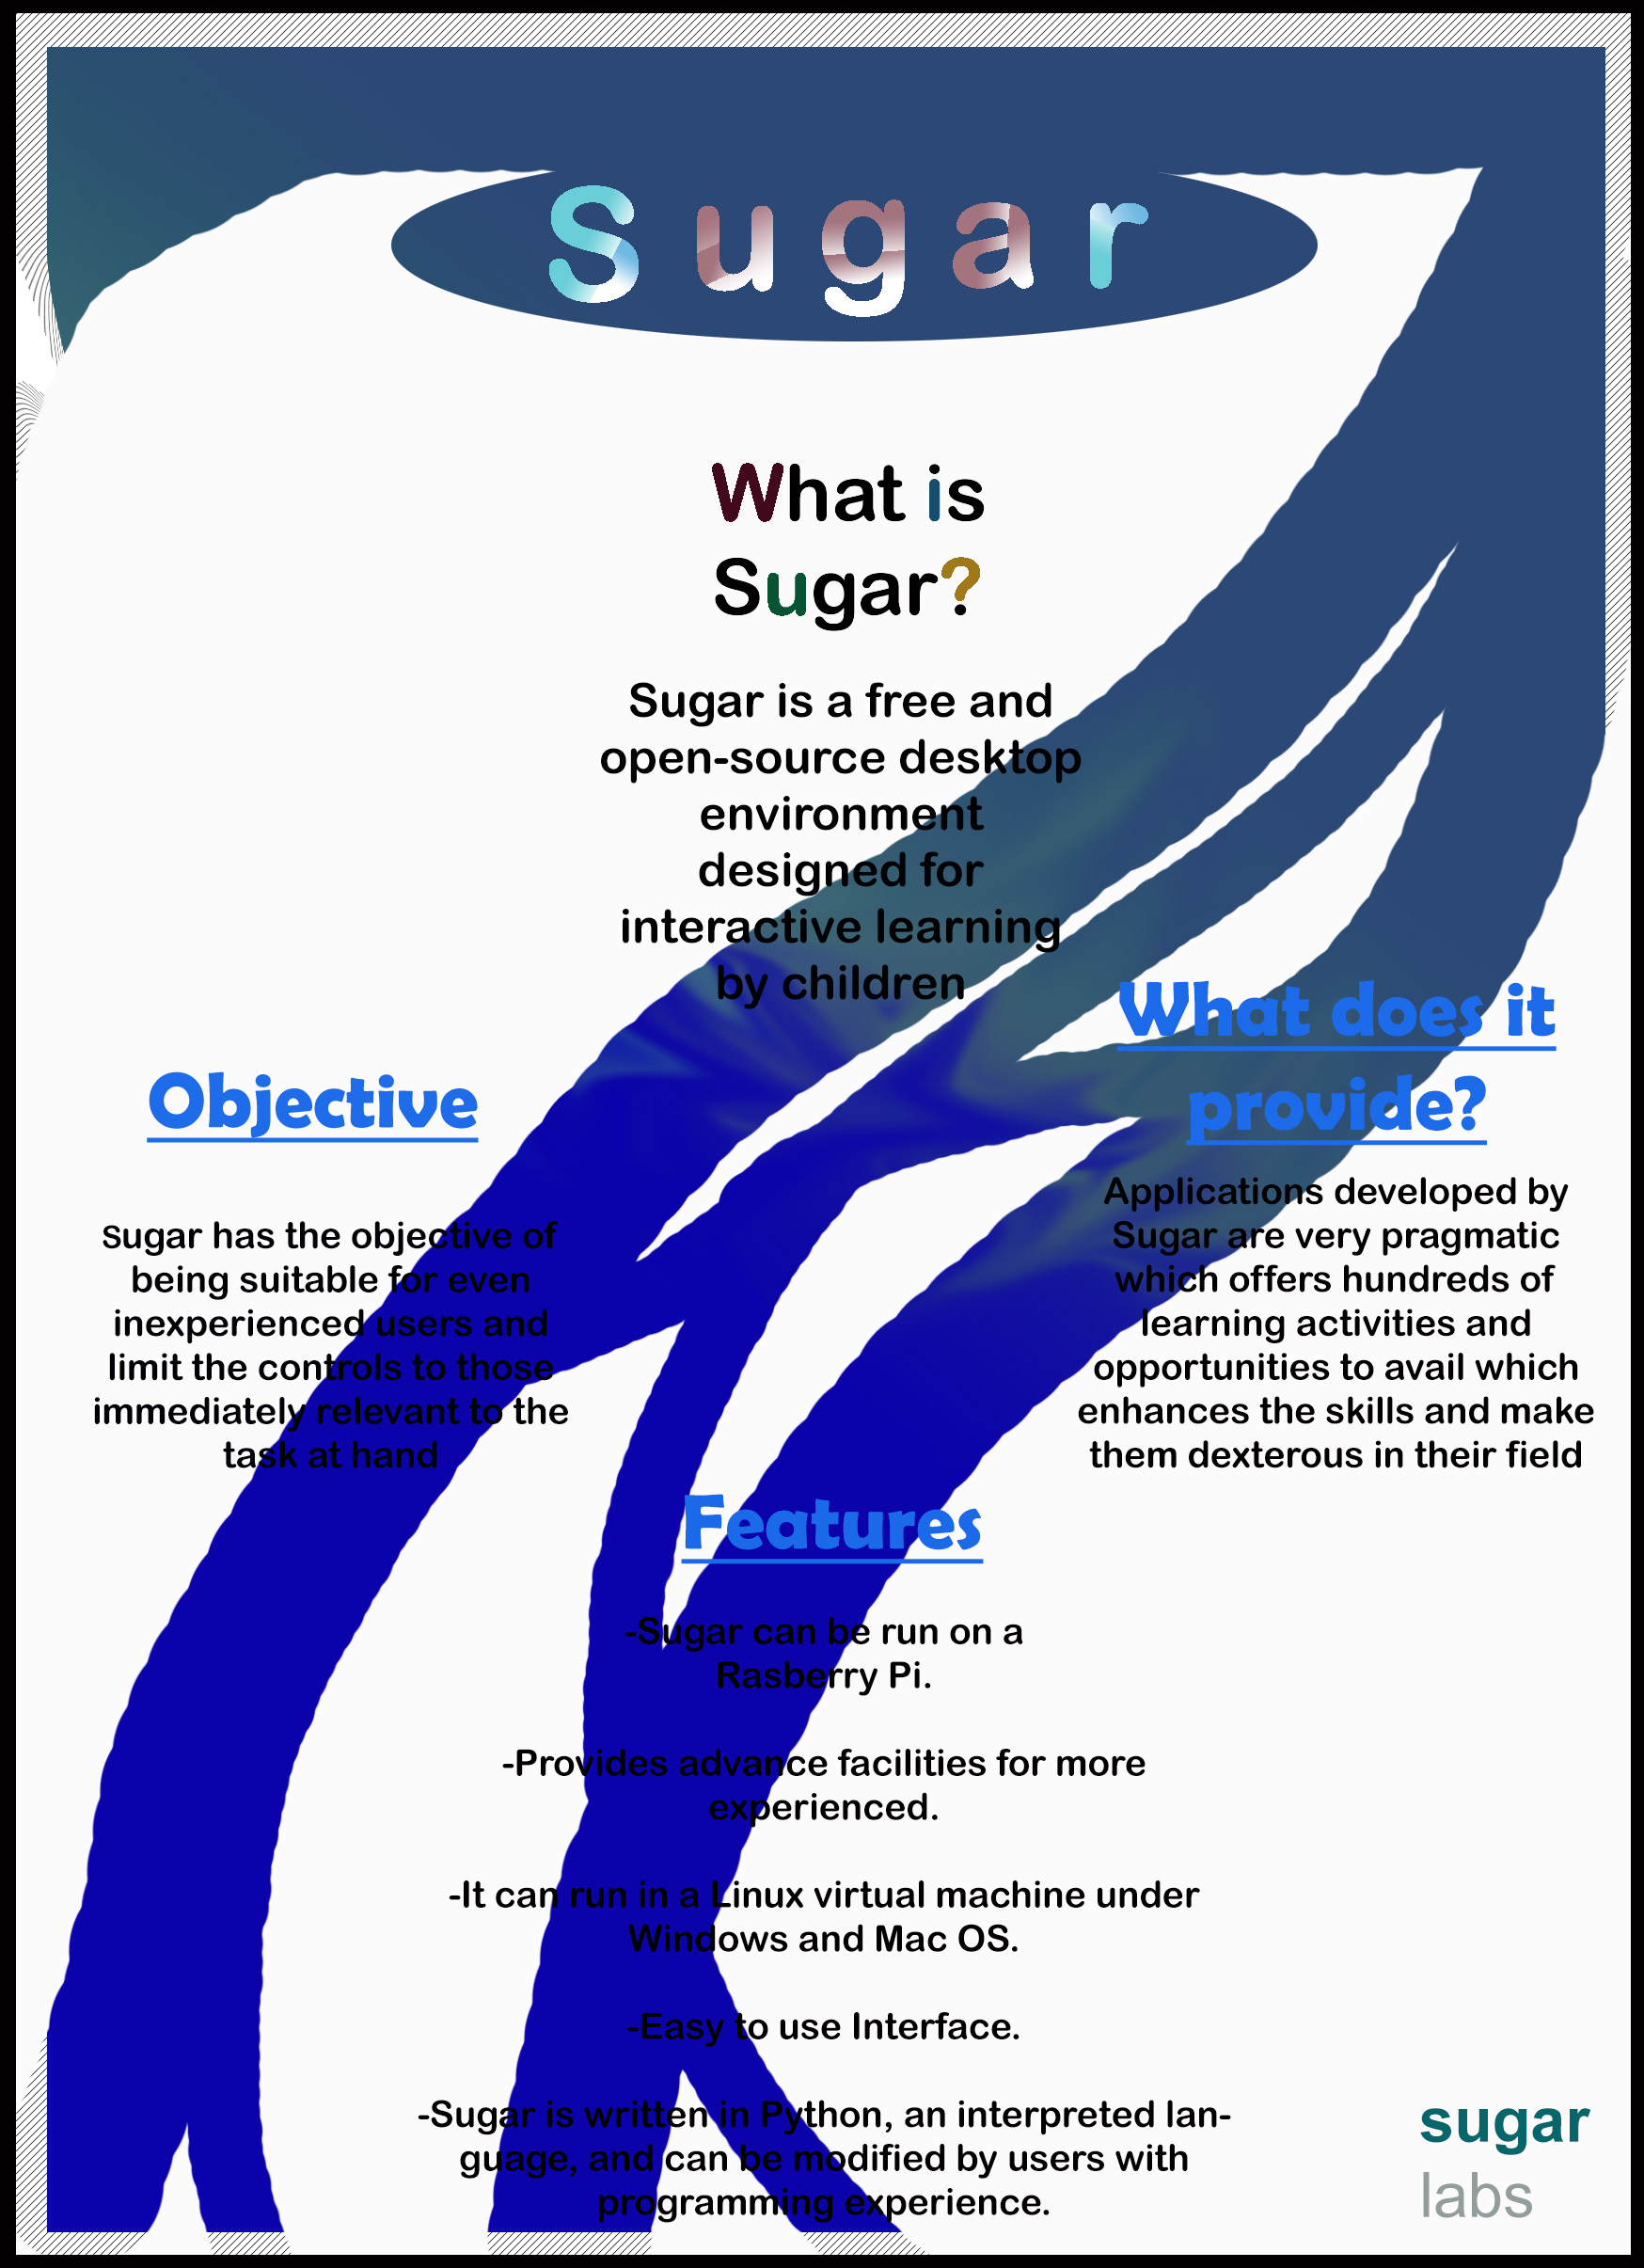 Sugar
What is
Sugar?
Sugar is a free and
open-source desktop
environment
designed for
interactive learning
by children
Objective
Sugar has the objective of
being suitable for even
inexperienced users and
limit the controls to those
immediately relevant to the
task at hand
What does it
provide?
Applications developed by
Sugar are very pragmatic
which offers hundreds of
learning activities and
opportunities to avail which
enhances the skills and make
them dexterous in their field
Features
-Sugar can be run on a
Rasberry Pi.
-Provides advance facilities for more
experienced.
-It can run in a Linux virtual machine under
Windows and Mac OS.
-Easy to use Interface.
-Sugar is written in Python, an interpreted lan-
guage, and can be modified by users with
programming experience.
sugar
labs